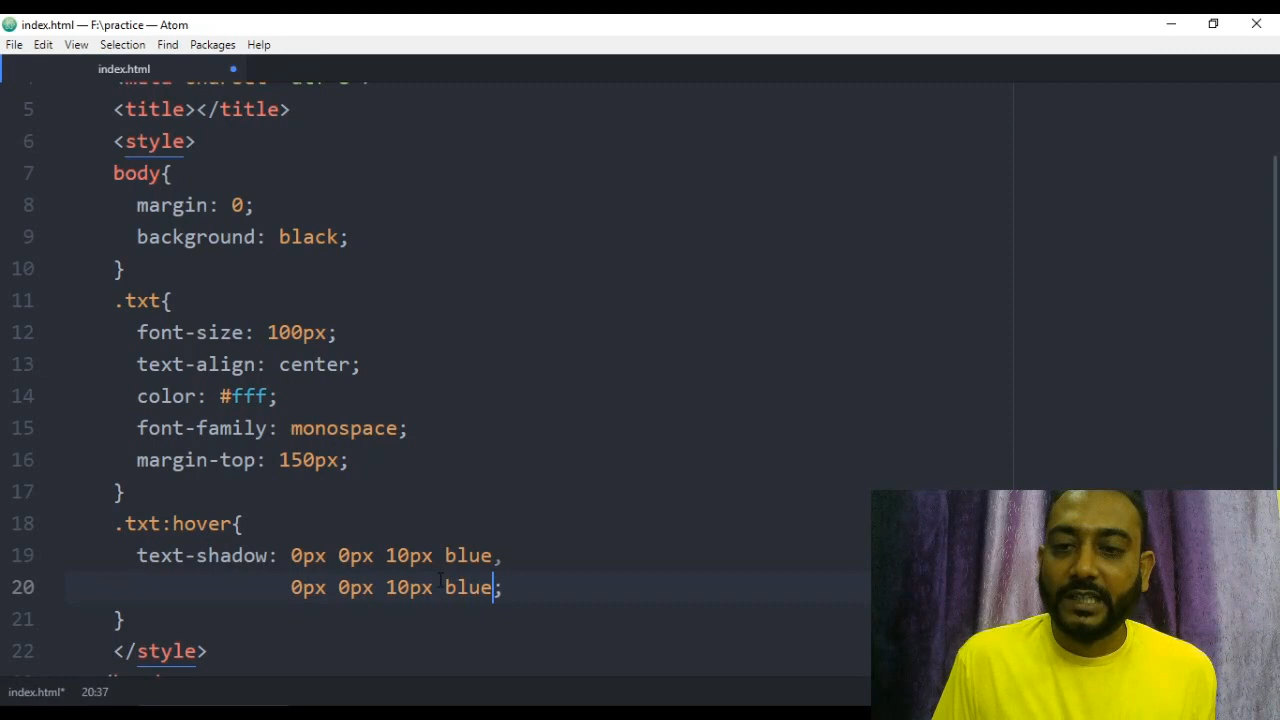 index.html — F:\practice — Atom
File Edit View Selection Find Packages Help
index.html
5 <title></title>
6 <style>
7 body{
8 margin: 0;
9 background: black;
10 }
11 .txt{
12 font-size: 100px;
13 text-align: center;
14 color: #fff;
15 font-family: monospace;
16 margin-top: 150px;
17 }
18 .txt:hover{
19 text-shadow: 0px 0px 10px blue,
20 0px 0px 10px blue;
21 }
22 </style>
index.html* 20:37